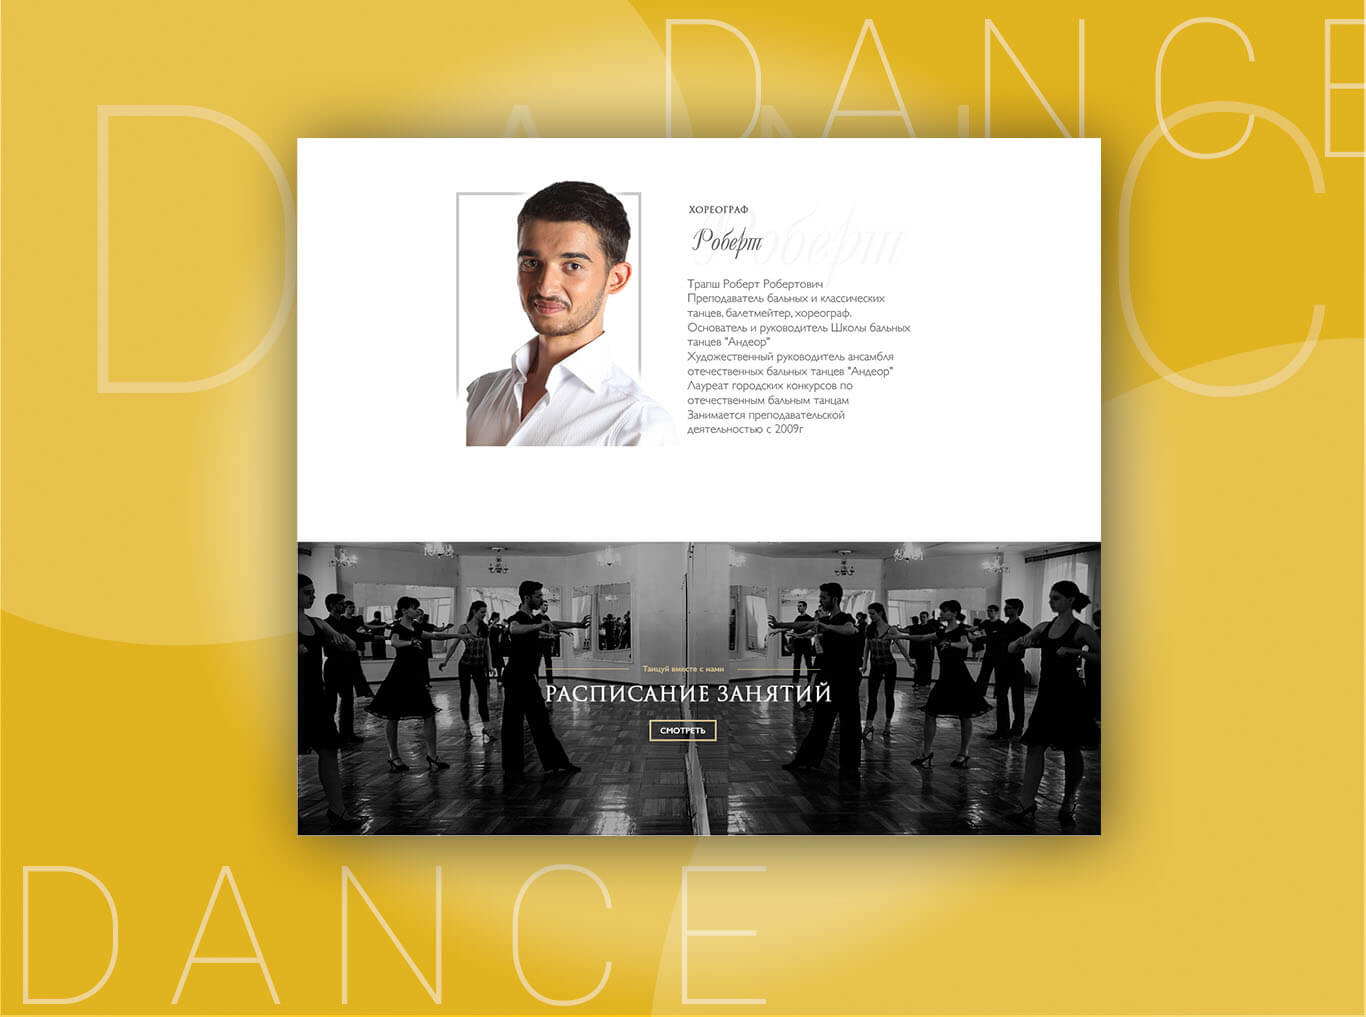 DANCE
DANC
ХОРЕОГРАФ
Роберт
Роберт
Трапш Роберт Робертович
Преподаватель бальных и классических
танцев, балетмейтер, хореограф.
Основатель и руководитель Школы бальных
танцев "Андеор"
Художественный руководитель ансамбля
отечественных бальных танцев "Андеор"
Лауреат городских конкурсов по
отечественным бальным танцам
Занимается преподавательской
деятельностью с 2009г
Танцуй вместе с нами
РАСПИСАНИЕ ЗАНЯТИЙ
СМОТРЕТЬ
DANCE